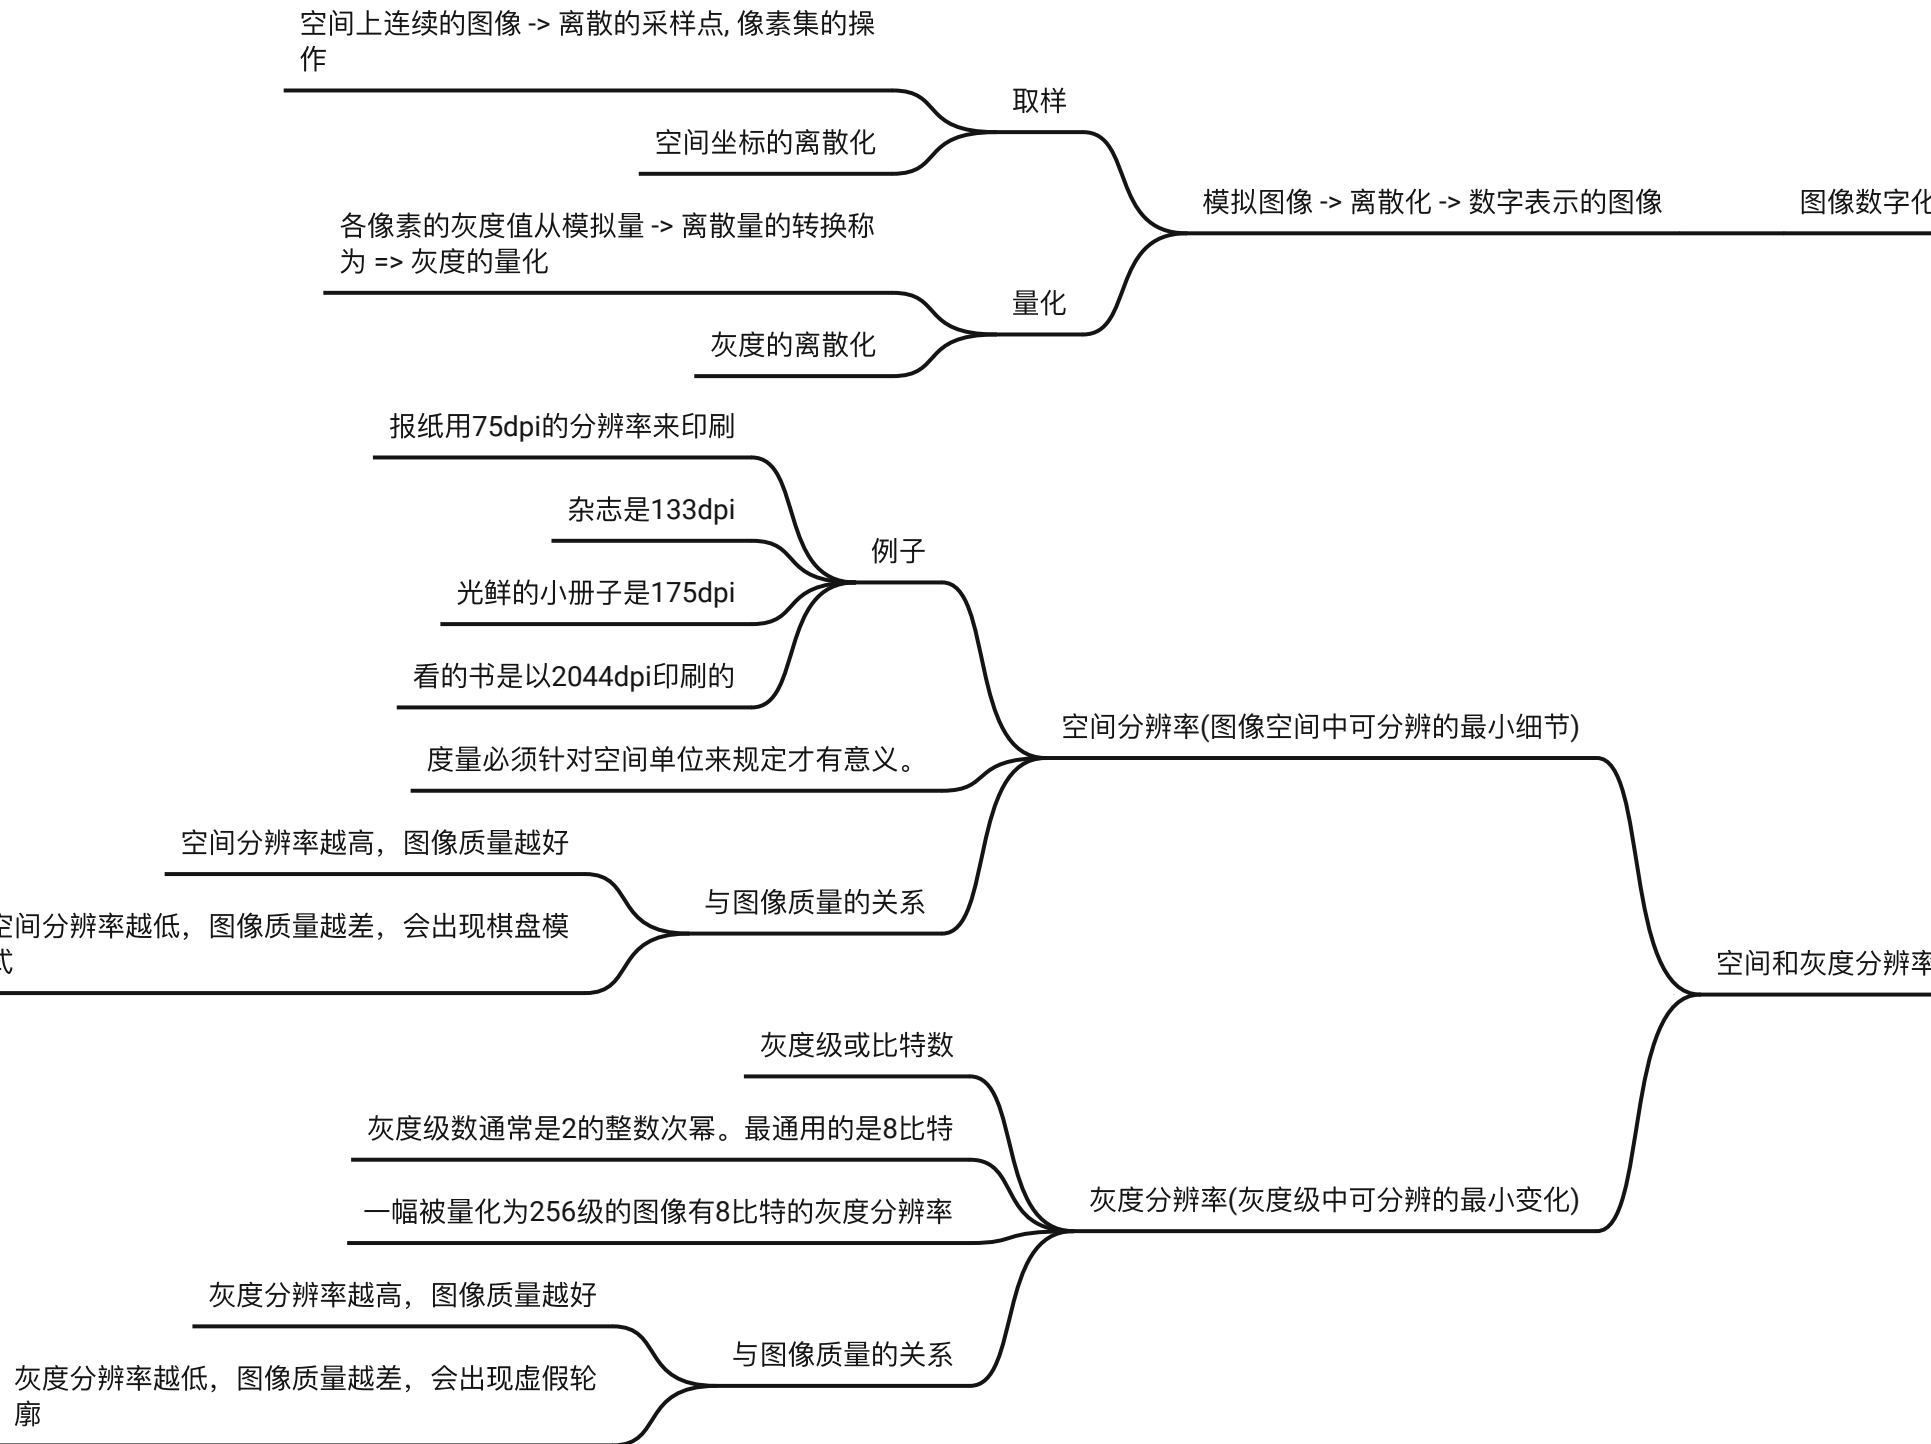 空间上连续的图像 -> 离散的采样点, 像素集的操
作
取样
空间坐标的离散化
模拟图像 -> 离散化 -> 数字表示的图像
图像数字化
各像素的灰度值从模拟量 -> 离散量的转换称
为 => 灰度的量化
量化
灰度的离散化
报纸用75dpi的分辨率来印刷
杂志是133dpi
例子
光鲜的小册子是175dpi
看的书是以2044dpi印刷的
空间分辨率(图像空间中可分辨的最小细节)
度量必须针对空间单位来规定才有意义。
空间分辨率越高，图像质量越好
与图像质量的关系
空间分辨率越低，图像质量越差，会出现棋盘模
式
空间和灰度分辨率
灰度级或比特数
灰度级数通常是2的整数次幂。最通用的是8比特
灰度分辨率(灰度级中可分辨的最小变化)
一幅被量化为256级的图像有8比特的灰度分辨率
灰度分辨率越高，图像质量越好
与图像质量的关系
灰度分辨率越低，图像质量越差，会出现虚假轮
廓